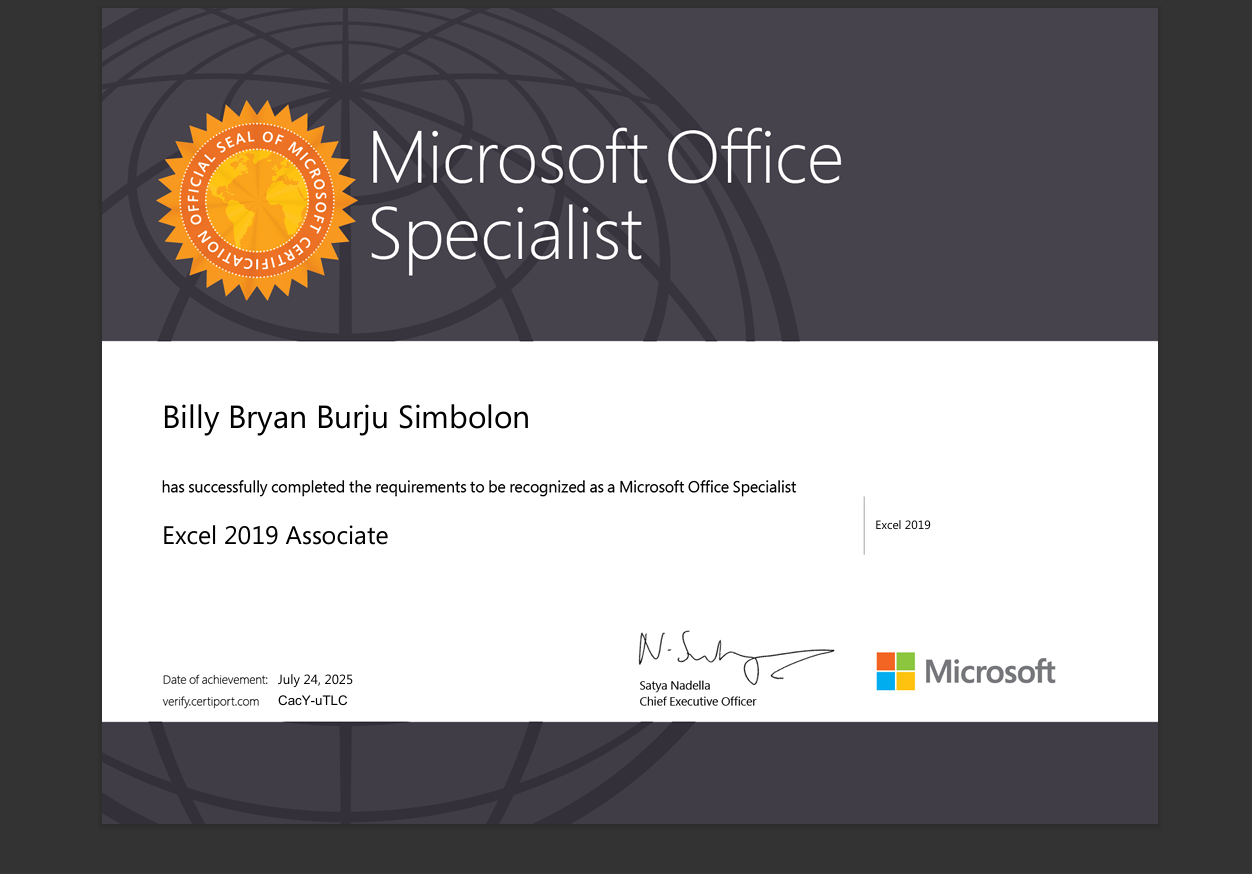 OFFICIAL SEAL OF MICROSOFT CERTIFICATION
Microsoft Office
Specialist
Billy Bryan Burju Simbolon
has successfully completed the requirements to be recognized as a Microsoft Office Specialist
Excel 2019 Associate
Excel 2019
Date of achievement: July 24, 2025
verify.certiport.com CacY-uTLC
Satya Nadella
Chief Executive Officer
Microsoft